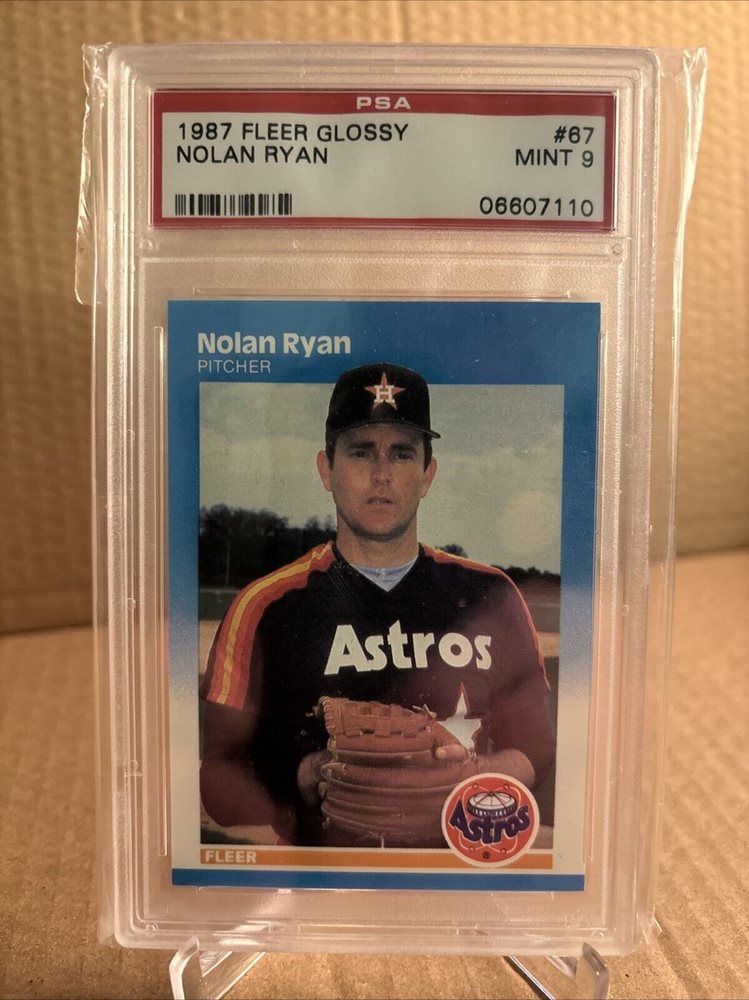 PSA
1987 FLEER GLOSSY #67
NOLAN RYAN MINT 9
06607110
Nolan Ryan
PITCHER
H
Astros
Astros
®
FLEER